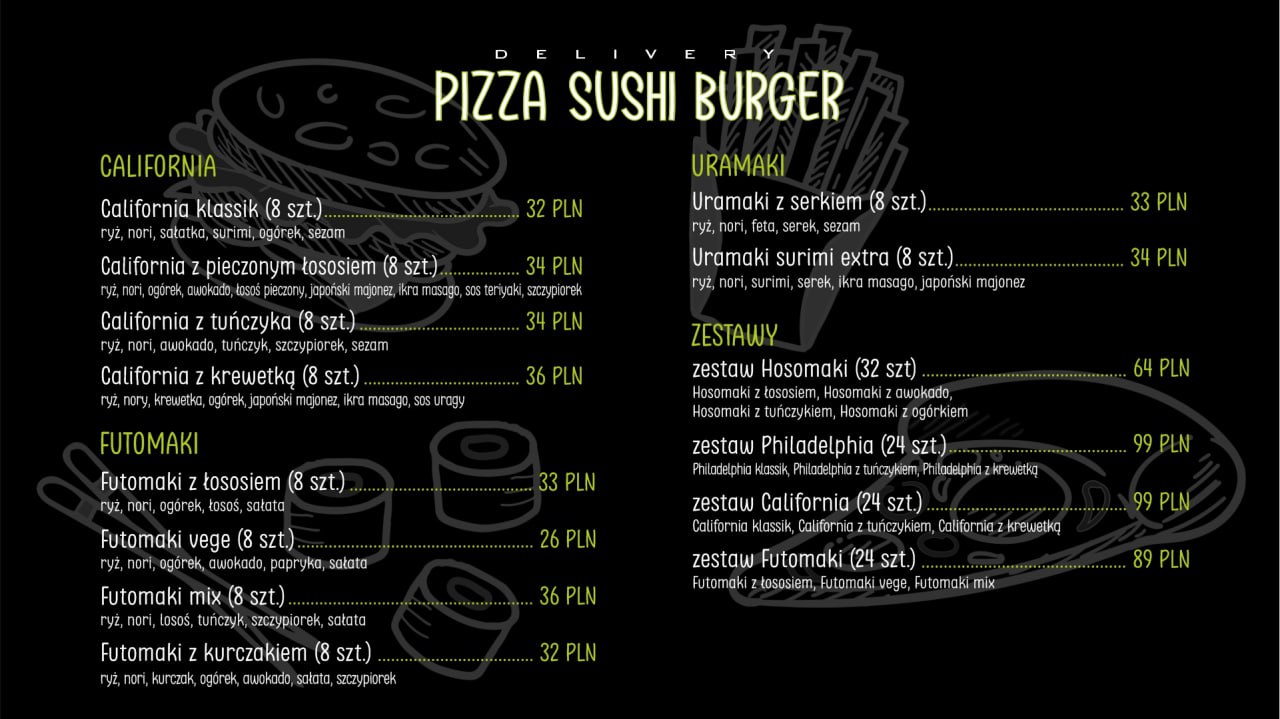 DELIVERY
PIZZA SUSHI BURGER
CALIFORNIA
California klassik (8 szt.)........................................ 32 PLN
ryż, nori, sałatka, surimi, ogórek, sezam
California z pieczonym łososiem (8 szt.)................ 34 PLN
ryż, nori, ogórek, awokado, łosoś pieczony, japoński majonez, ikra masago, sos teriyaki, szczypiorek
California z tuńczyka (8 szt.)................................. 34 PLN
ryż, nori, awokado, tuńczyk, szczypiorek, sezam
California z krewetką (8 szt.)................................ 36 PLN
ryż, nory, krewetka, ogórek, japoński majonez, ikra masago, sos uragy
FUTOMAKI
Futomaki z łososiem (8 szt.)....................................... 33 PLN
ryż, nori, ogórek, łosoś, sałata
Futomaki vege (8 szt.)................................................ 26 PLN
ryż, nori, ogórek, awokado, papryka, sałata
Futomaki mix (8 szt.)................................................. 36 PLN
ryż, nori, losoś, tuńczyk, szczypiorek, sałata
Futomaki z kurczakiem (8 szt.)................................ 32 PLN
ryż, nori, kurczak, ogórek, awokado, sałata, szczypiorek
URAMAKI
Uramaki z serkiem (8 szt.)........................................ 33 PLN
ryż, nori, feta, serek, sezam
Uramaki surimi extra (8 szt.)................................... 34 PLN
ryż, nori, surimi, serek, ikra masago, japoński majonez
ZESTAWY
zestaw Hosomaki (32 szt)......................................... 64 PLN
Hosomaki z łososiem, Hosomaki z awokado,
Hosomaki z tuńczykiem, Hosomaki z ogórkiem
zestaw Philadelphia (24 szt.).................................... 99 PLN
Philadelphia klassik, Philadelphia z tuńczykiem, Philadelphia z krewetką
zestaw California (24 szt.)........................................ 99 PLN
California klassik, California z tuńczykiem, California z krewetką
zestaw Futomaki (24 szt.)......................................... 89 PLN
Futomaki z łososiem, Futomaki vege, Futomaki mix